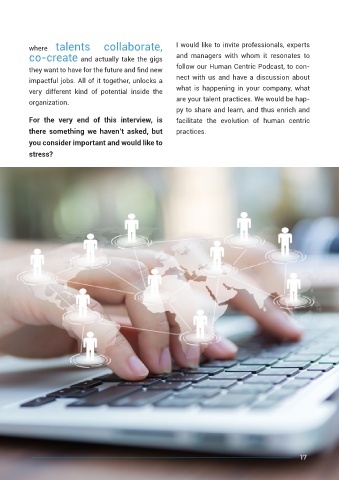 where talents collaborate,
co-create and actually take the gigs
they want to have for the future and find new
impactful jobs. All of it together, unlocks a
very different kind of potential inside the
organization.
For the very end of this interview, is
there something we haven't asked, but
you consider important and would like to
stress?
I would like to invite professionals, experts
and managers with whom it resonates to
follow our Human Centric Podcast, to con-
nect with us and have a discussion about
what is happening in your company, what
are your talent practices. We would be hap-
py to share and learn, and thus enrich and
facilitate the evolution of human centric
practices.
17